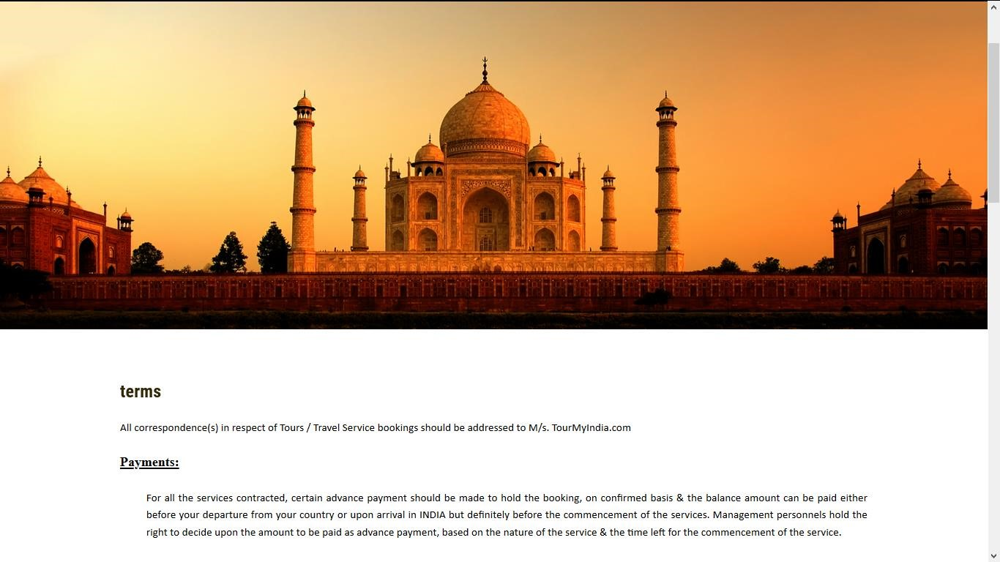 terms
All correspondence(s) in respect of Tours / Travel Service bookings should be addressed to M/s. TourMyIndia.com
Payments:
For all the services contracted, certain advance payment should be made to hold the booking, on confirmed basis & the balance amount can be paid either
before your departure from your country or upon arrival in INDIA but definitely before the commencement of the services. Management personnels hold the
right to decide upon the amount to be paid as advance payment, based on the nature of the service & the time left for the commencement of the service.